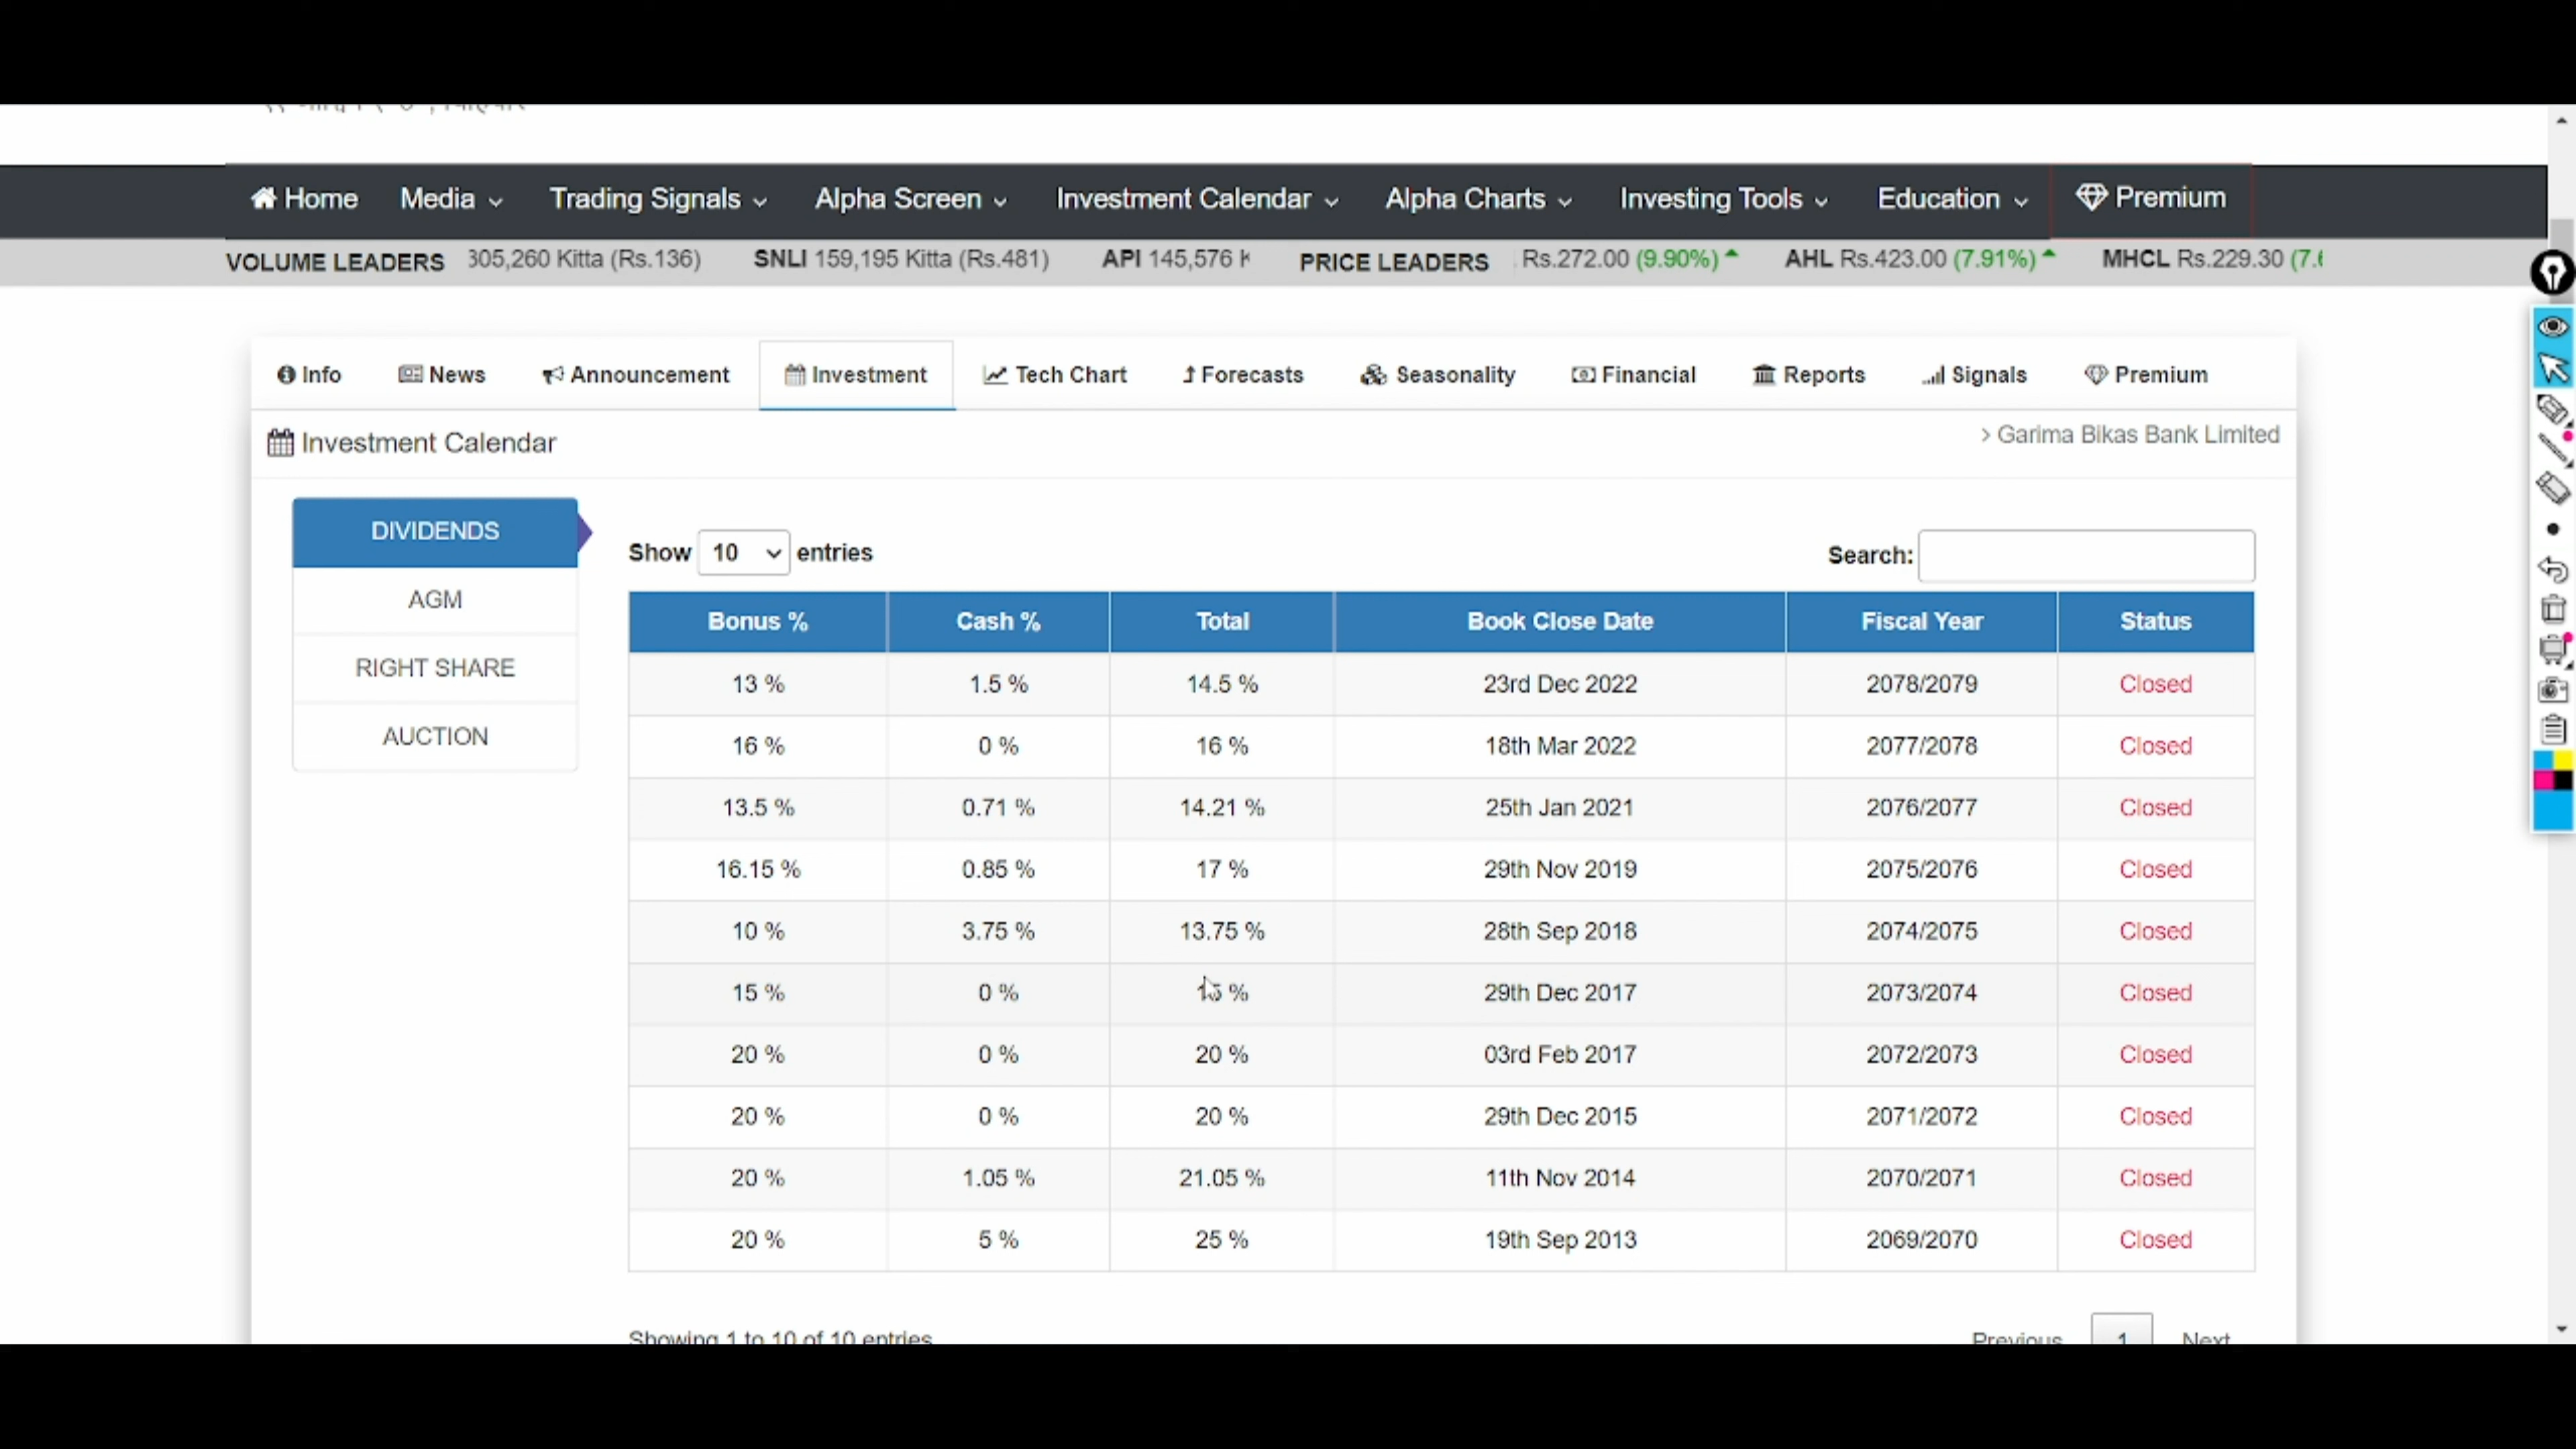 Home Media Trading Signals Alpha Screen Investment Calendar Alpha Charts Investing Tools Education Premium
VOLUME LEADERS 305,260 Kitta (Rs.136) SNLI 159,195 Kitta (Rs.481) API 145,576 K PRICE LEADERS Rs.272.00 (9.90%) AHL Rs.423.00 (7.91%) MHCL Rs.229.30 (7.6
Info News Announcement Investment Tech Chart Forecasts Seasonality Financial Reports Signals Premium
Investment Calendar > Garima Bikas Bank Limited
DIVIDENDS
AGM
RIGHT SHARE
AUCTION
Show 10 entries Search:
Bonus % Cash % Total Book Close Date Fiscal Year Status
13 % 1.5 % 14.5 % 23rd Dec 2022 2078/2079 Closed
16 % 0 % 16 % 18th Mar 2022 2077/2078 Closed
13.5 % 0.71 % 14.21 % 25th Jan 2021 2076/2077 Closed
16.15 % 0.85 % 17 % 29th Nov 2019 2075/2076 Closed
10 % 3.75 % 13.75 % 28th Sep 2018 2074/2075 Closed
15 % 0 % 15 % 29th Dec 2017 2073/2074 Closed
20 % 0 % 20 % 03rd Feb 2017 2072/2073 Closed
20 % 0 % 20 % 29th Dec 2015 2071/2072 Closed
20 % 1.05 % 21.05 % 11th Nov 2014 2070/2071 Closed
20 % 5 % 25 % 19th Sep 2013 2069/2070 Closed
Showing 1 to 10 of 10 entries Previous 1 Next